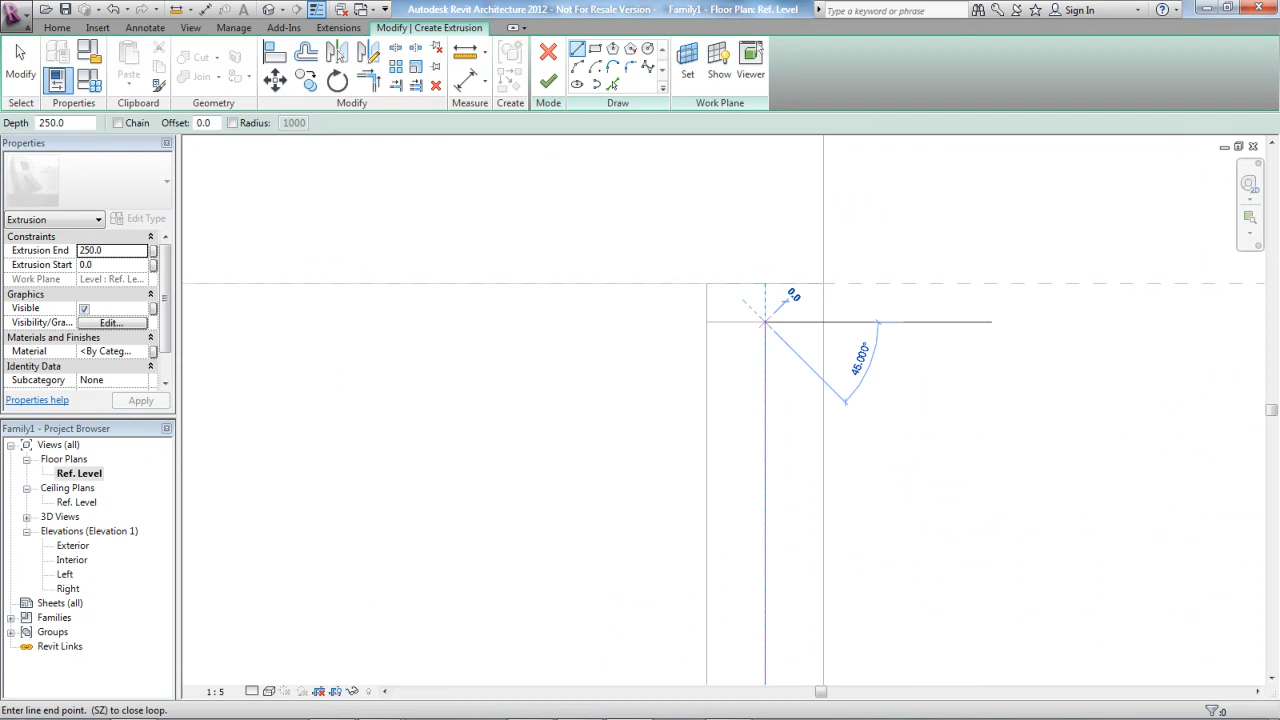 Autodesk Revit Architecture 2012 - Not For Resale Version - Family1 - Floor Plan: Ref. Level
Type a keyword or phrase
Sign In
Home Insert Annotate View Manage Add-Ins Extensions Modify | Create Extrusion
Modify
Paste
Cut
Join
Set Show Viewer
Select Properties Clipboard Geometry Modify Measure Create Mode Draw Work Plane
Depth 250.0 Chain Offset: 0.0 Radius: 1000
Properties
Extrusion Edit Type
Constraints
Extrusion End 250.0
Extrusion Start 0.0
Work Plane Level : Ref. Le...
Graphics
Visible
Visibility/Gra... Edit...
Materials and Finishes
Material <By Categ...
Identity Data
Subcategory None
Properties help Apply
Family1 - Project Browser
Views (all)
Floor Plans
Ref. Level
Ceiling Plans
Ref. Level
3D Views
Elevations (Elevation 1)
Exterior
Interior
Left
Right
Sheets (all)
Families
Groups
Revit Links
2D
0.0
45.000°
1 : 5
Enter line end point. (SZ) to close loop.
:0